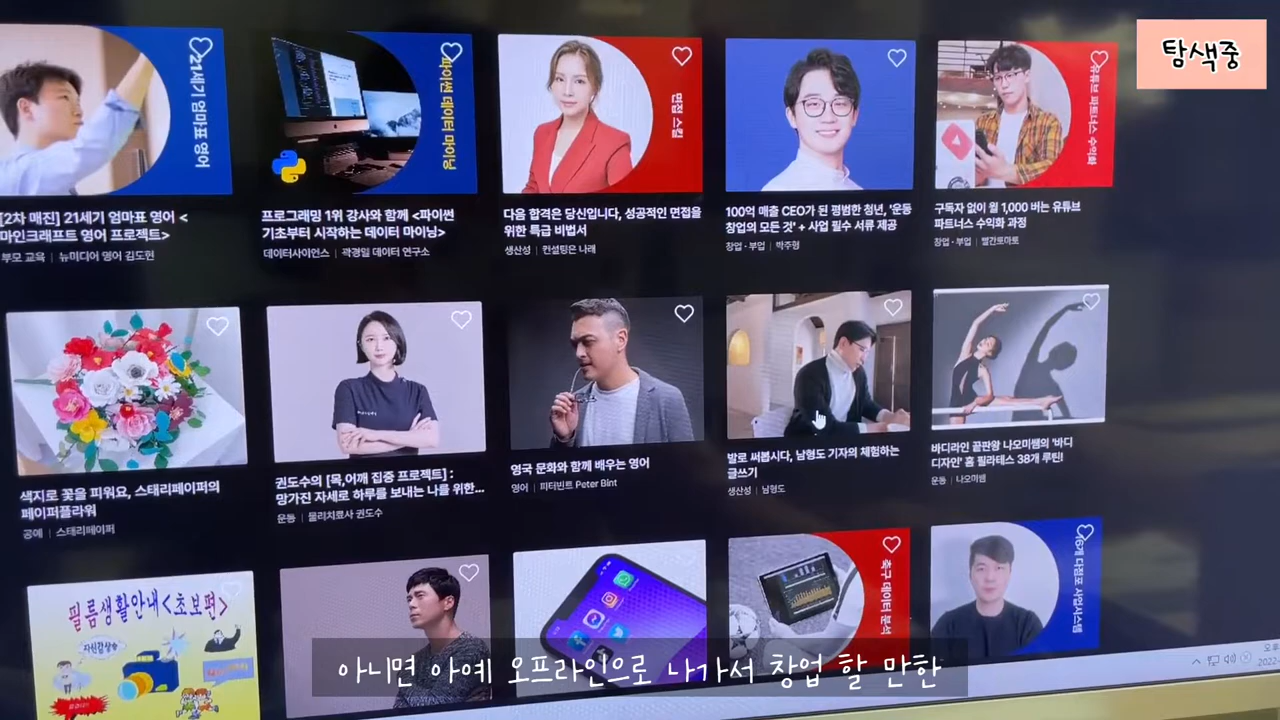 탐색중
21세기 엄마표 영어
파이썬 데이터 마이닝
면접 스킬
유튜브 파트너스 수익화
[2차 매진] 21세기 엄마표 영어 <
마인크래프트 영어 프로젝트>
부모 교육 | 뉴미디어 영어 김도현
프로그래밍 1위 강사와 함께 <파이썬
기초부터 시작하는 데이터 마이닝>
데이터사이언스 | 곽경일 데이터 연구소
다음 합격은 당신입니다, 성공적인 면접을
위한 특급 비법서
생산성 | 컨설팅은 나래
100억 매출 CEO가 된 평범한 청년, '운동
창업의 모든 것' + 사업 필수 서류 제공
창업·부업 | 박주형
구독자 없이 월 1,000 버는 유튜브
파트너스 수익화 과정
창업·부업 | 빨간토마토
색지로 꽃을 피워요, 스태리페이퍼의
페이퍼플라워
공예 | 스태리페이퍼
권도수의 [목,어깨 집중 프로젝트] :
망가진 자세로 하루를 보내는 나를 위한...
운동 | 물리치료사 권도수
영국 문화와 함께 배우는 영어
영어 | 피터빈트 Peter Bint
발로 써봅시다, 남형도 기자의 체험하는
글쓰기
생산성 | 남형도
바디라인 끝판왕 나오미쌤의 '바디
디자인' 홈 필라테스 38개 루틴!
운동 | 나오미쌤
필름생활안내<초보편>
자신감상승
축구 데이터 분석
16개 다점포 사업시스템
아니면 아예 오프라인으로 나가서 창업 할 만한
오후
2022